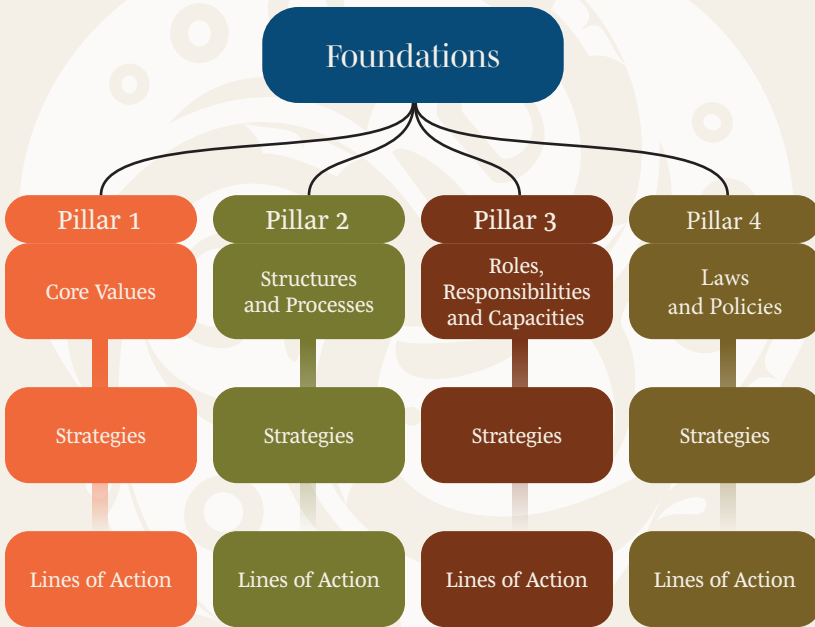 Foundations
Pillar 1
Core Values
Strategies
Lines of Action
Pillar 2
Structures
and Processes
Strategies
Lines of Action
Pillar 3
Roles,
Responsibilities
and Capacities
Strategies
Lines of Action
Pillar 4
Laws
and Policies
Strategies
Lines of Action